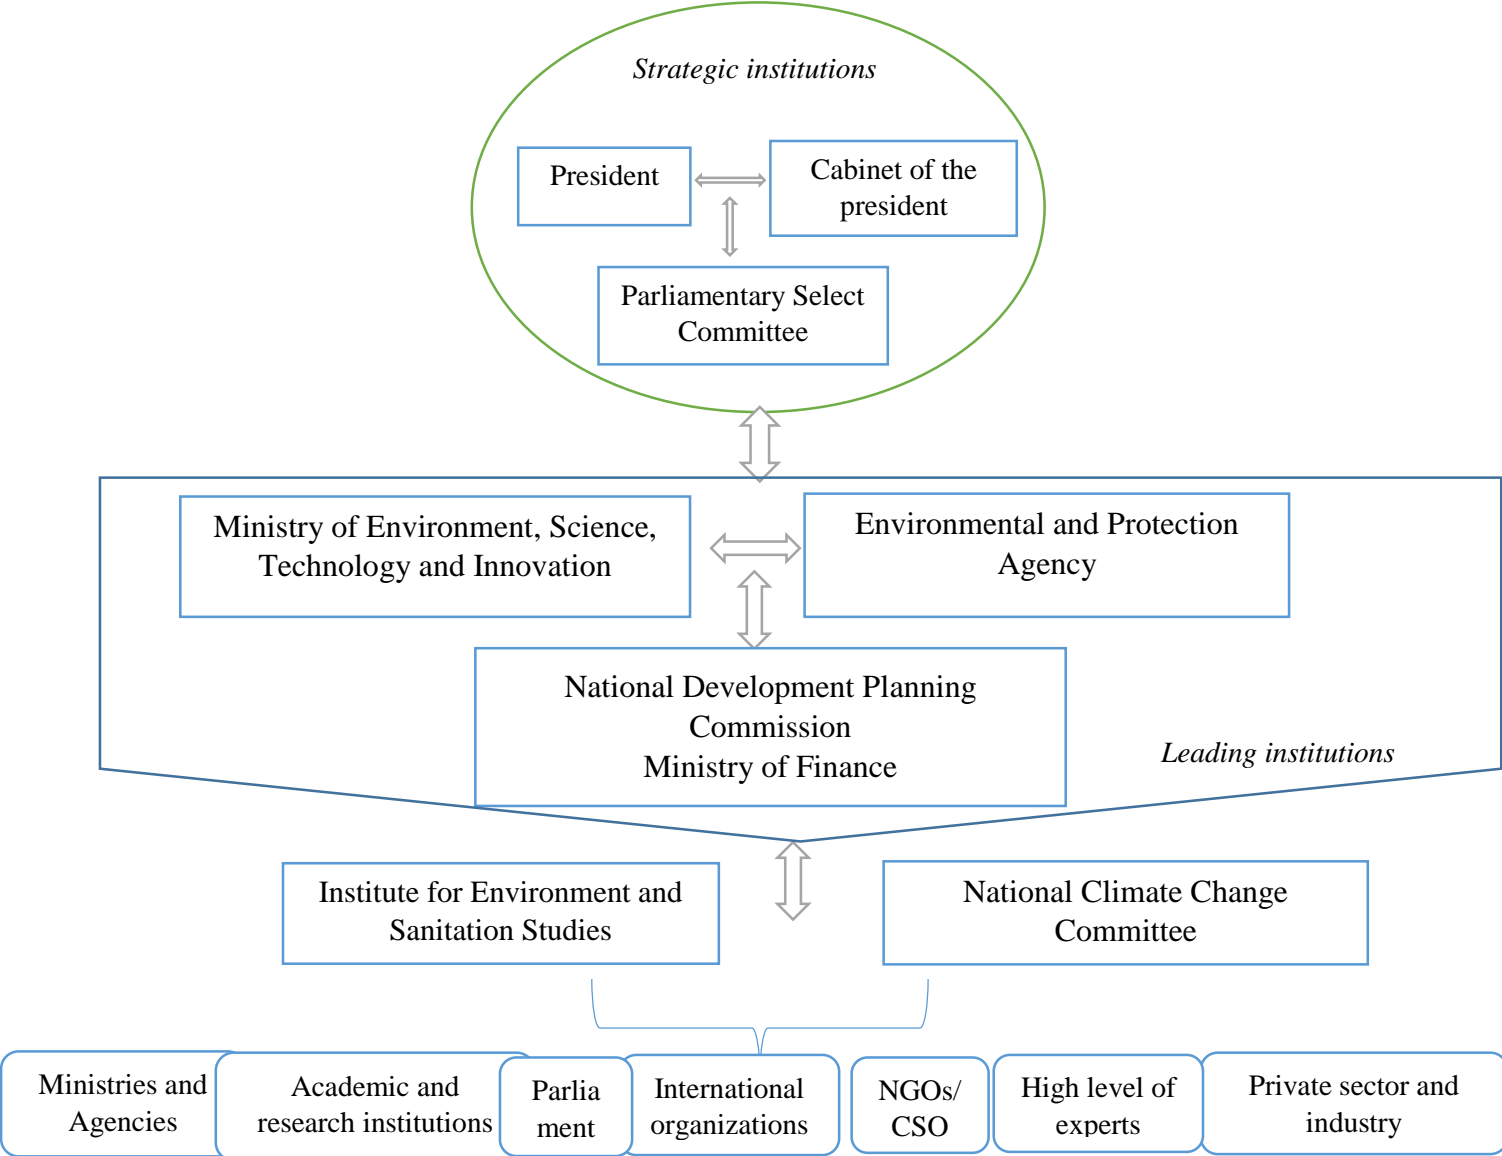 Strategic institutions
President
Cabinet of the
president
Parliamentary Select
Committee
Ministry of Environment, Science,
Technology and Innovation
Environmental and Protection
Agency
National Development Planning
Commission
Ministry of Finance
Leading institutions
Institute for Environment and
Sanitation Studies
National Climate Change
Committee
Ministries and
Agencies
Academic and
research institutions
Parlia
ment
International
organizations
NGOs/
CSO
High level of
experts
Private sector and
industry